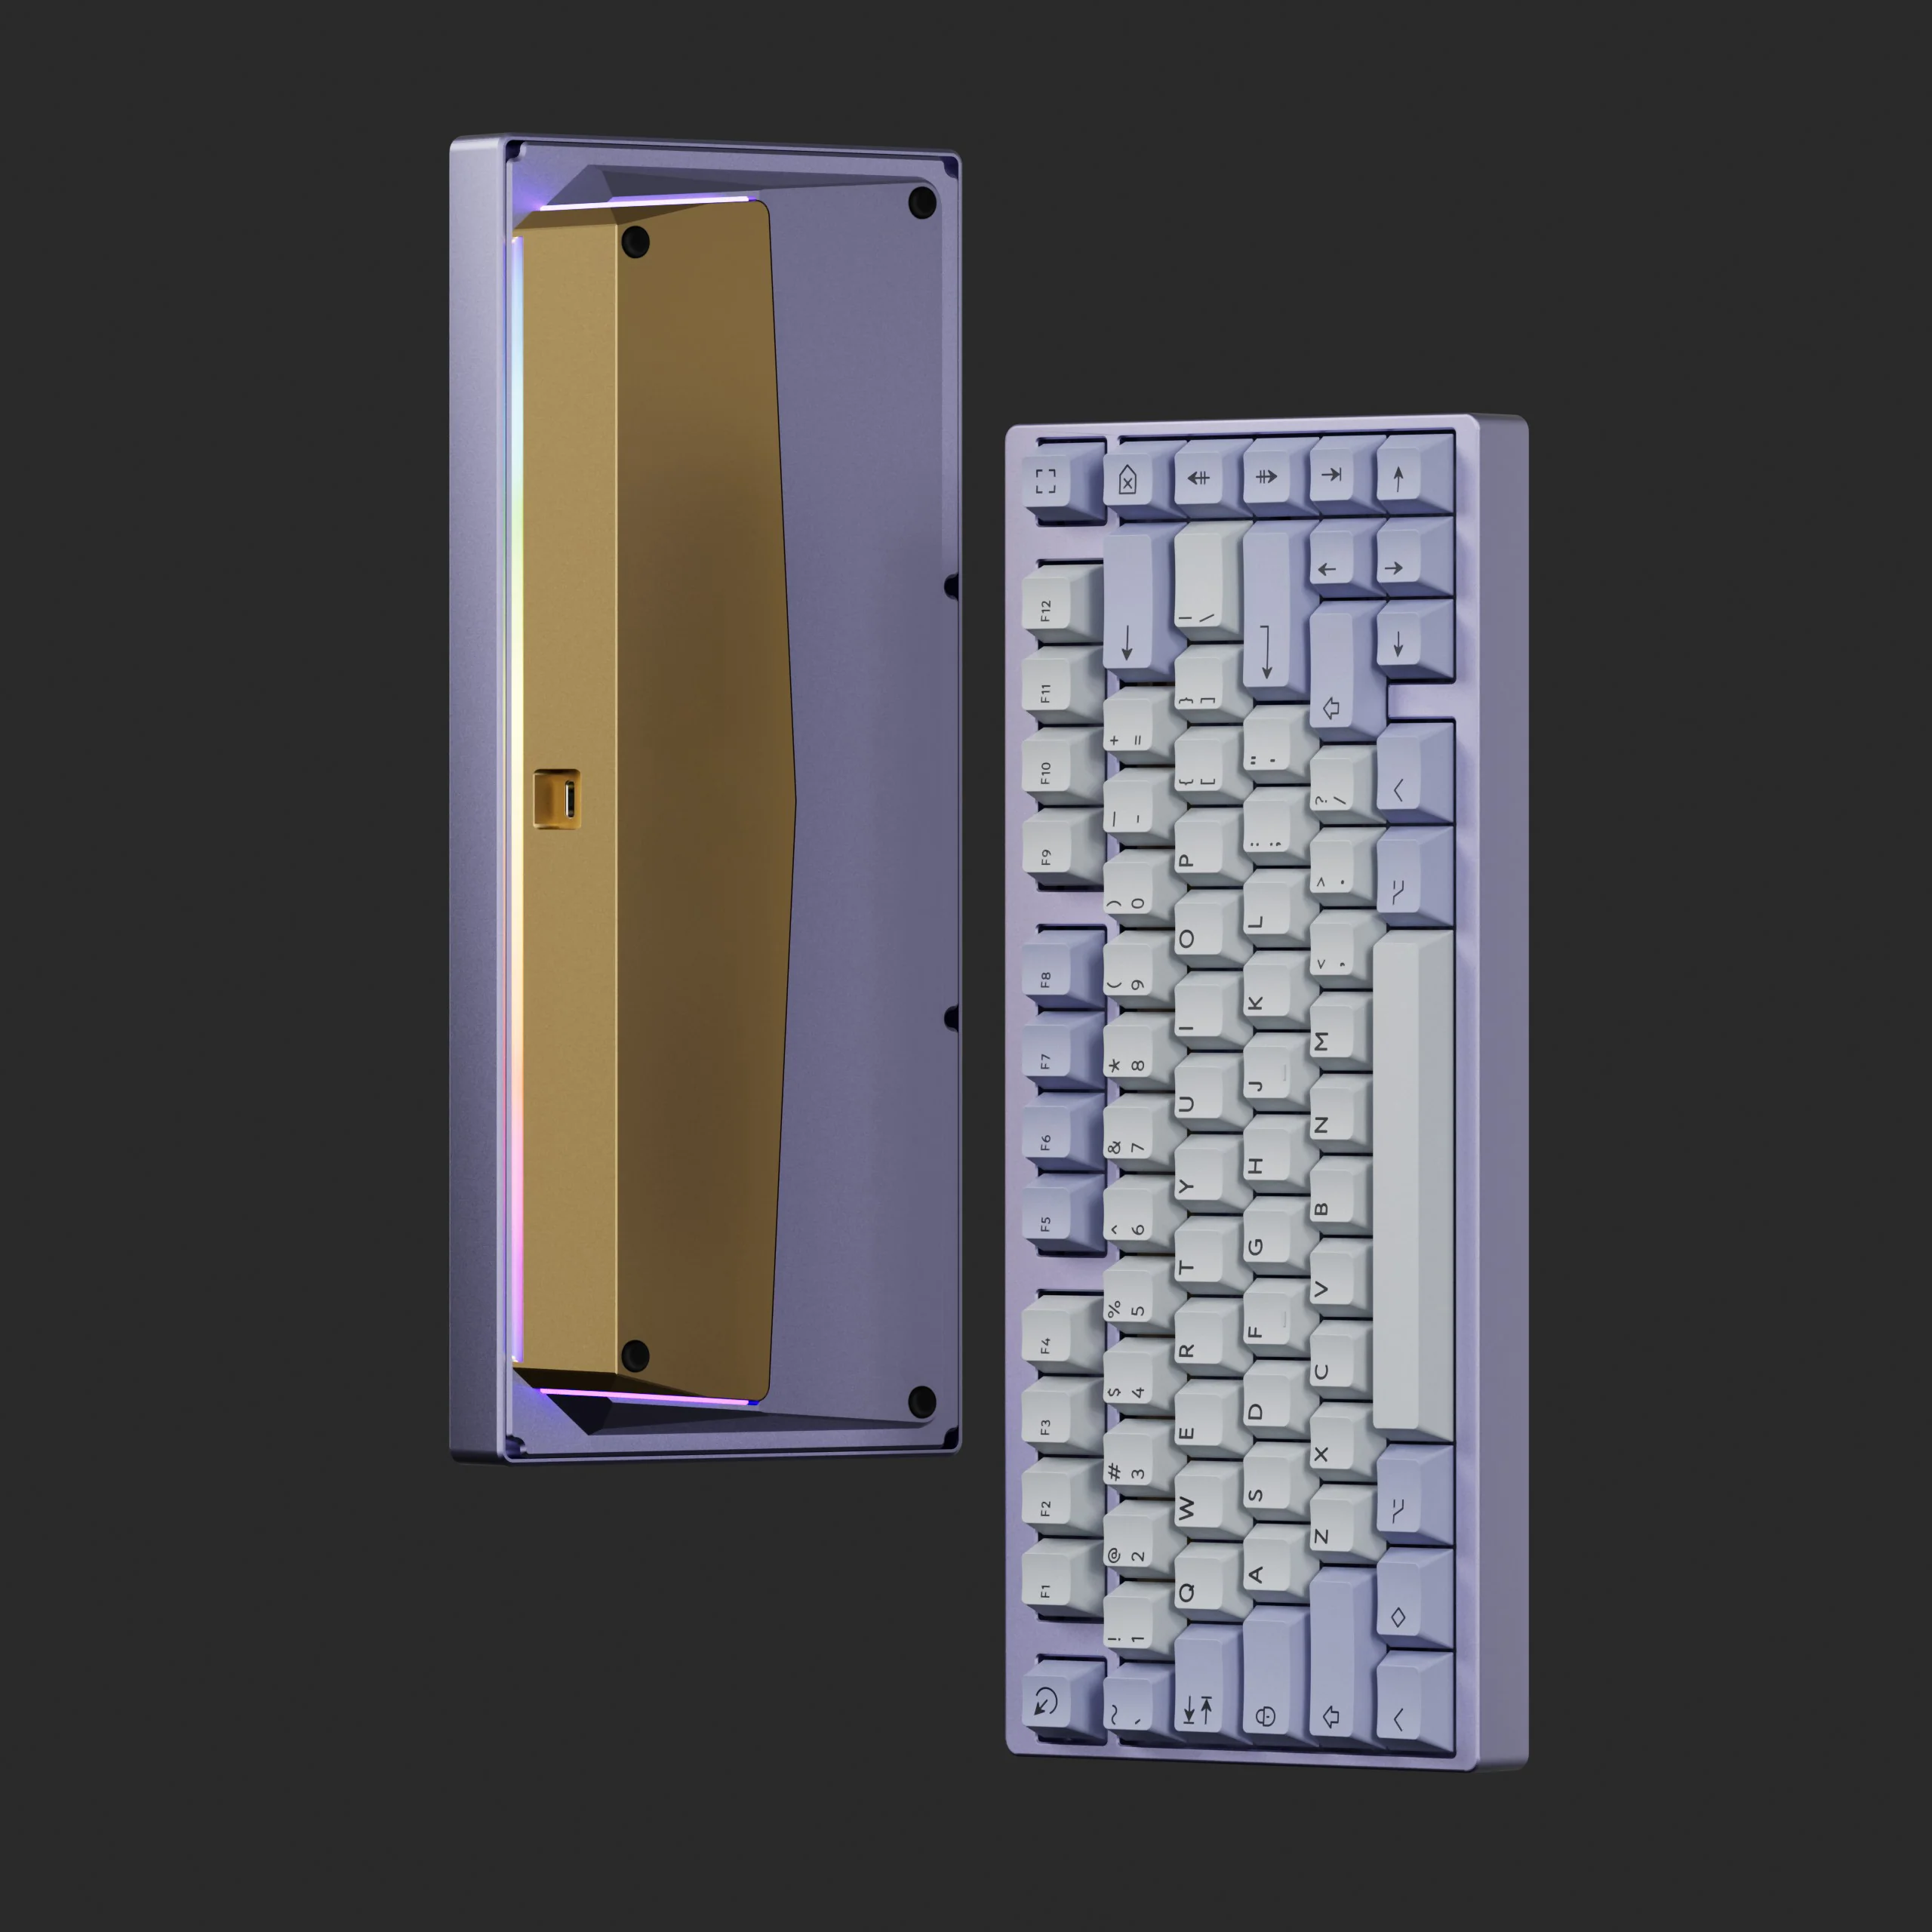 F1 F2 F3 F4 F5 F6 F7 F8 F9 F10 F11 F12
~ ! @ # $ % ^ & * ( ) _ +
` 1 2 3 4 5 6 7 8 9 0 - =
Q W E R T Y U I O P { } |
[ ] \
A S D F G H J K L : "
; '
Z X C V B N M < > ?
, . /